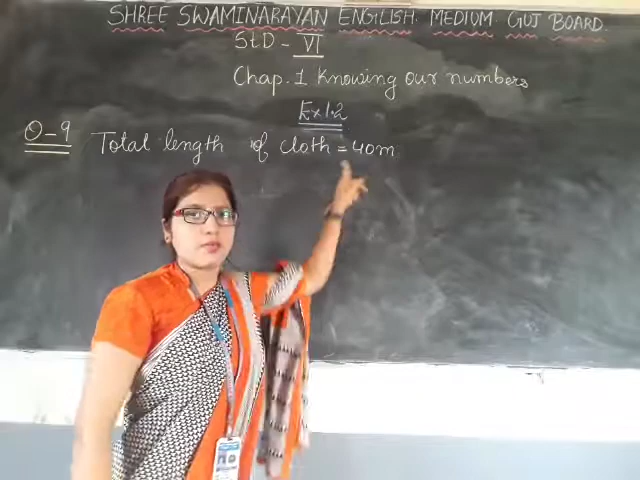 SHREE SWAMINARAYAN ENGILISH. MEDIUM. GUJ BOARD.
Std - VI
Chap. 1 Knowing our numbers
Ex 1.2
Q-9 Total length of cloth = 40m